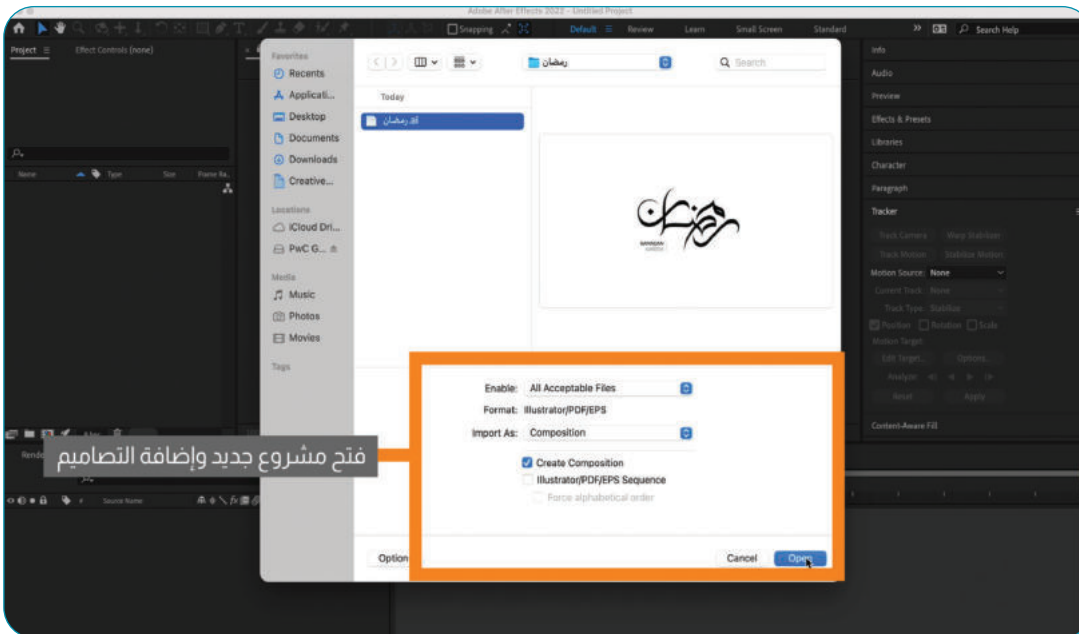 Adobe After Effects 2022 - Untitled Project
Snapping
Default
Review
Learn
Small Screen
Standard
Search Help
Project
Effect Controls (none)
Name
Type
Size
Frame Ra..
Favorites
Recents
Applicati...
Desktop
Documents
Downloads
Creative...
Locations
iCloud Dri...
PwC G...
Media
Music
Photos
Movies
Tags
رمضان
Search
Today
رمضان.ai
رمضان
RAMADAN
KAREEM
Enable: All Acceptable Files
Format: Illustrator/PDF/EPS
Import As: Composition
Create Composition
Illustrator/PDF/EPS Sequence
Force alphabetical order
Option
Cancel
Open
فتح مشروع جديد وإضافة التصاميم
Source Name
Info
Audio
Preview
Effects & Presets
Libraries
Character
Paragraph
Tracker
Track Camera
Warp Stabilizer
Track Motion
Stabilize Motion
Motion Source: None
Current Track: None
Track Type: Stabilize
Position
Rotation
Scale
Motion Target:
Edit Target...
Options...
Analyze:
Reset
Apply
Content-Aware Fill